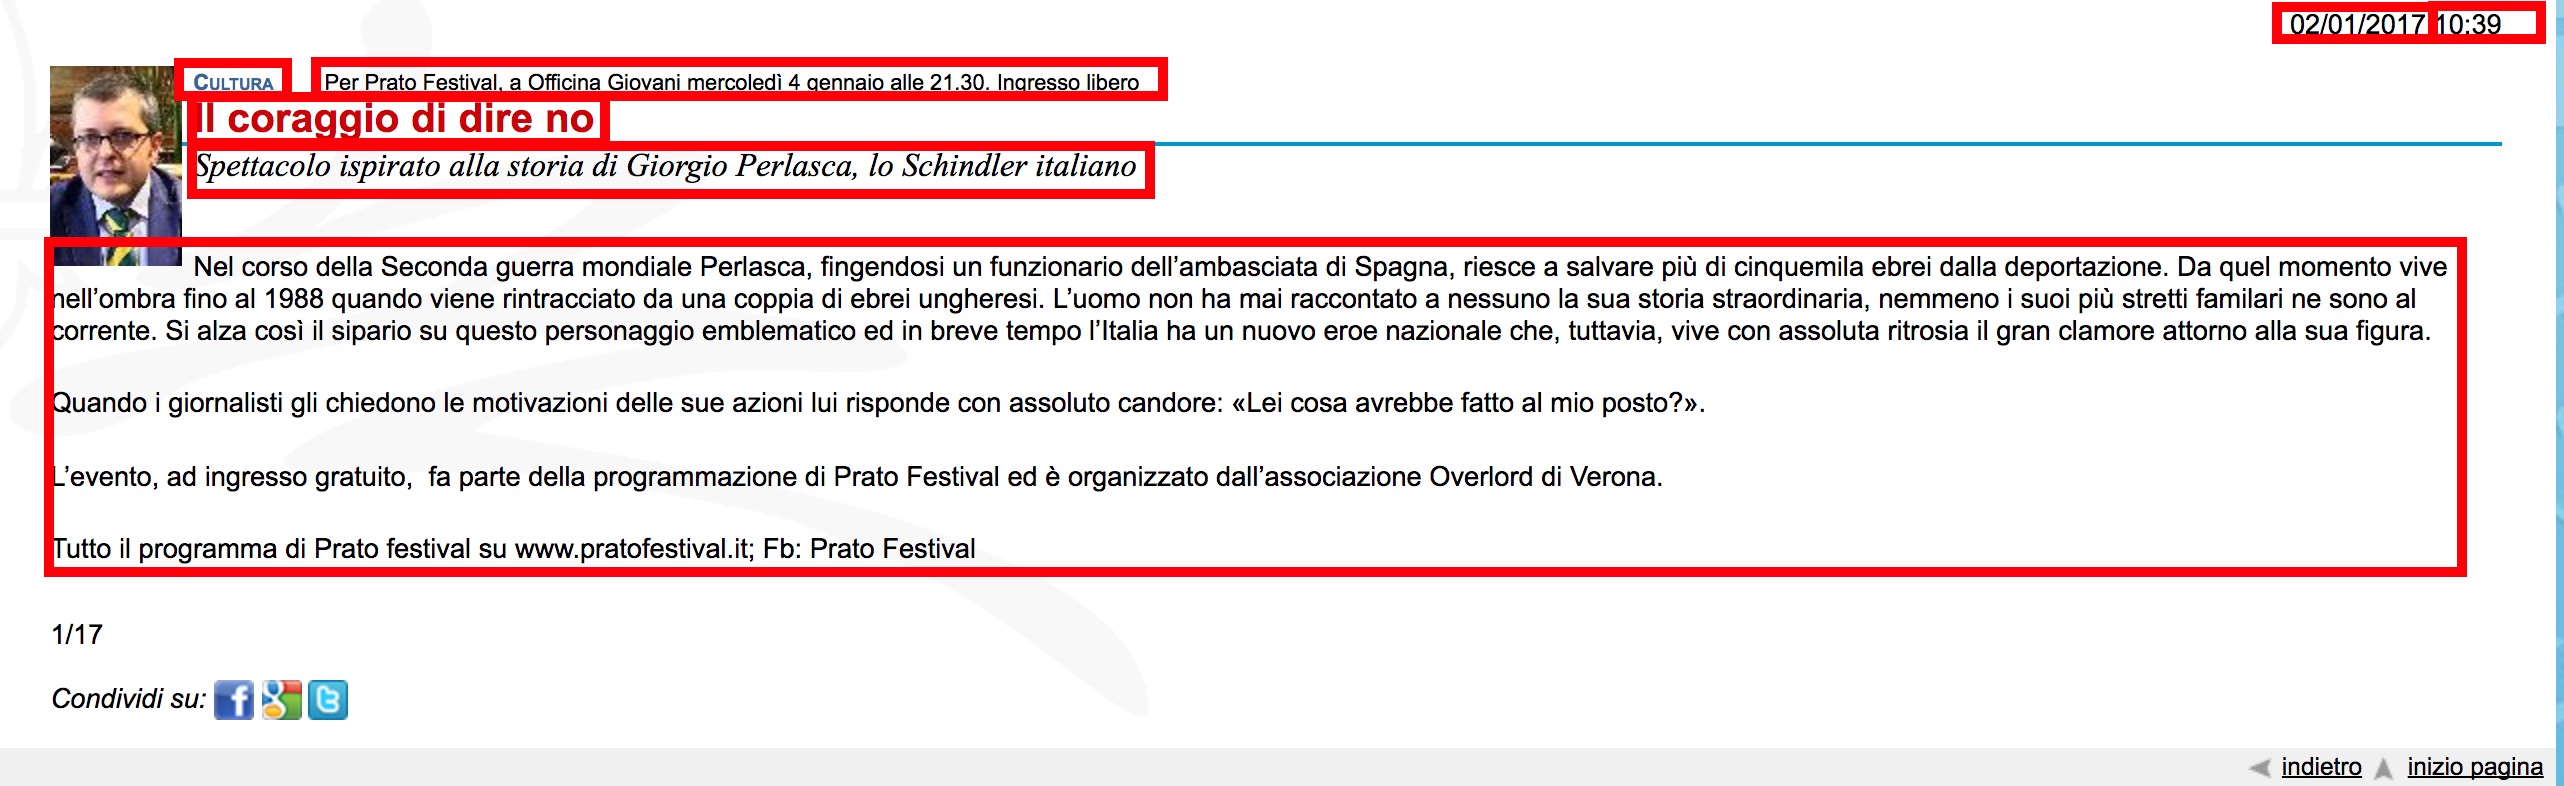 02/01/2017 10:39
Cultura Per Prato Festival, a Officina Giovani mercoledì 4 gennaio alle 21.30. Ingresso libero
Il coraggio di dire no
Spettacolo ispirato alla storia di Giorgio Perlasca, lo Schindler italiano
Nel corso della Seconda guerra mondiale Perlasca, fingendosi un funzionario dell’ambasciata di Spagna, riesce a salvare più di cinquemila ebrei dalla deportazione. Da quel momento vive
nell’ombra fino al 1988 quando viene rintracciato da una coppia di ebrei ungheresi. L’uomo non ha mai raccontato a nessuno la sua storia straordinaria, nemmeno i suoi più stretti familari ne sono al
corrente. Si alza così il sipario su questo personaggio emblematico ed in breve tempo l’Italia ha un nuovo eroe nazionale che, tuttavia, vive con assoluta ritrosia il gran clamore attorno alla sua figura.
Quando i giornalisti gli chiedono le motivazioni delle sue azioni lui risponde con assoluto candore: «Lei cosa avrebbe fatto al mio posto?».
L’evento, ad ingresso gratuito,  fa parte della programmazione di Prato Festival ed è organizzato dall’associazione Overlord di Verona.
Tutto il programma di Prato festival su www.pratofestival.it; Fb: Prato Festival
1/17
Condividi su:
indietro inizio pagina